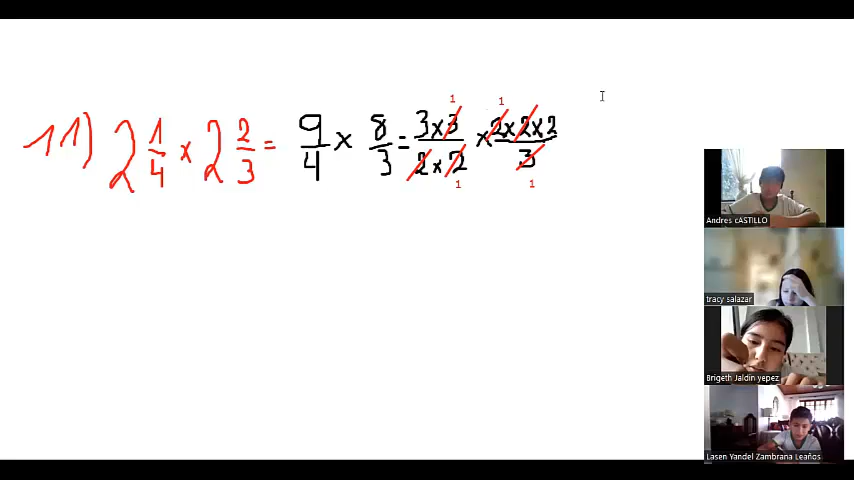 11) 2 1/4 x 2 2/3 = 9/4 x 8/3 = 3x3/2x2 x 2x2x2/3
1 1
1 1
Andres cASTILLO
tracy salazar
Brigeth Jaldin yepez
Lasen Yandel Zambrana Leaños